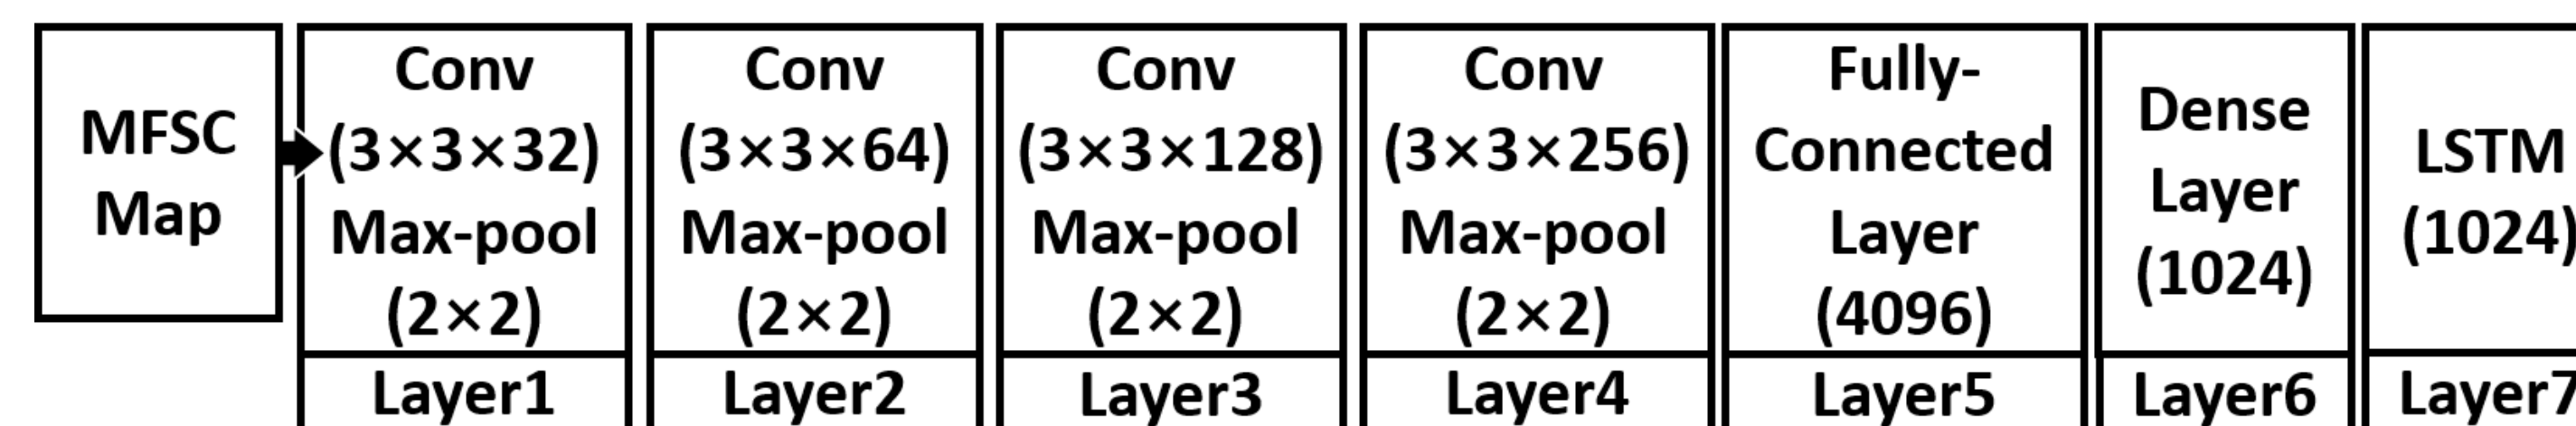 MFSC
Map
Conv
(3×3×32)
Max-pool
(2×2)
Layer1
Conv
(3×3×64)
Max-pool
(2×2)
Layer2
Conv
(3×3×128)
Max-pool
(2×2)
Layer3
Conv
(3×3×256)
Max-pool
(2×2)
Layer4
Fully-
Connected
Layer
(4096)
Layer5
Dense
Layer
(1024)
Layer6
LSTM
(1024)
Layer7